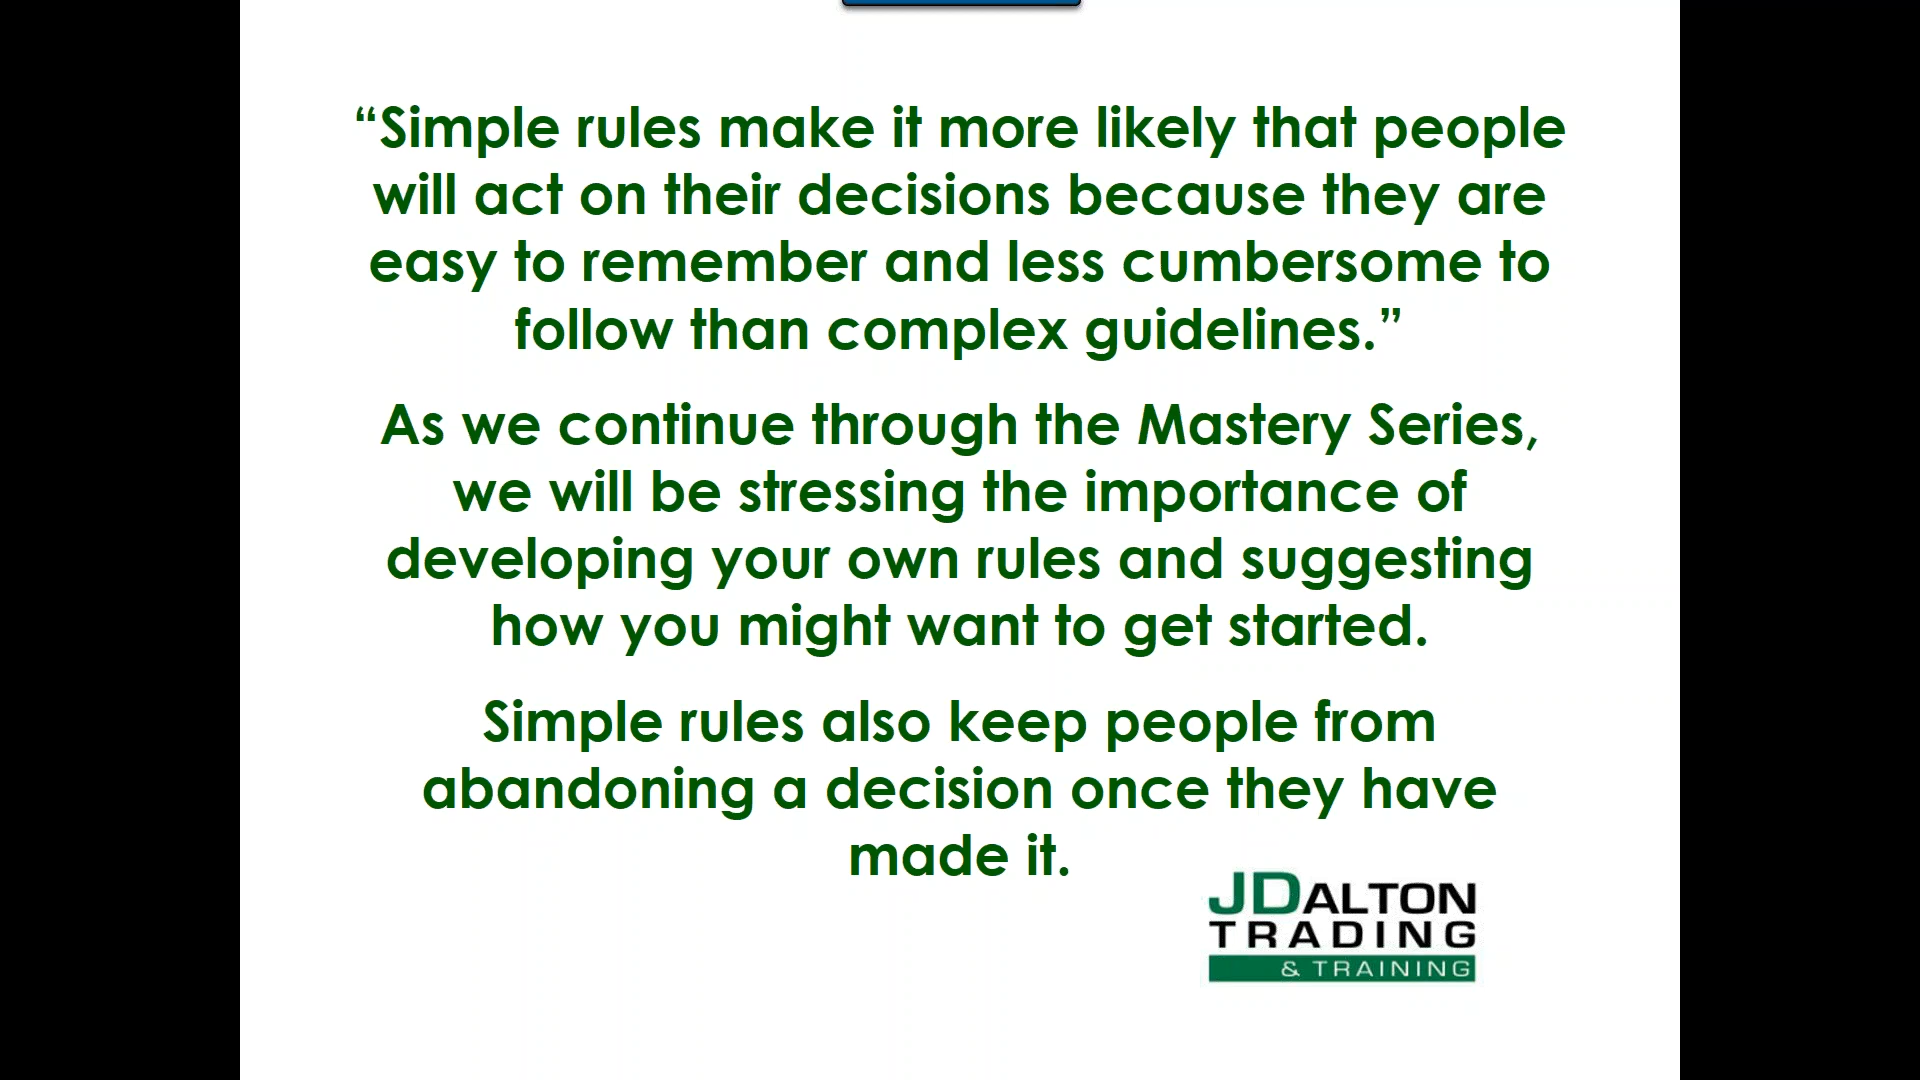 “Simple rules make it more likely that people
will act on their decisions because they are
easy to remember and less cumbersome to
follow than complex guidelines.”
As we continue through the Mastery Series,
we will be stressing the importance of
developing your own rules and suggesting
how you might want to get started.
Simple rules also keep people from
abandoning a decision once they have
made it.
JDALTON
TRADING
& TRAINING